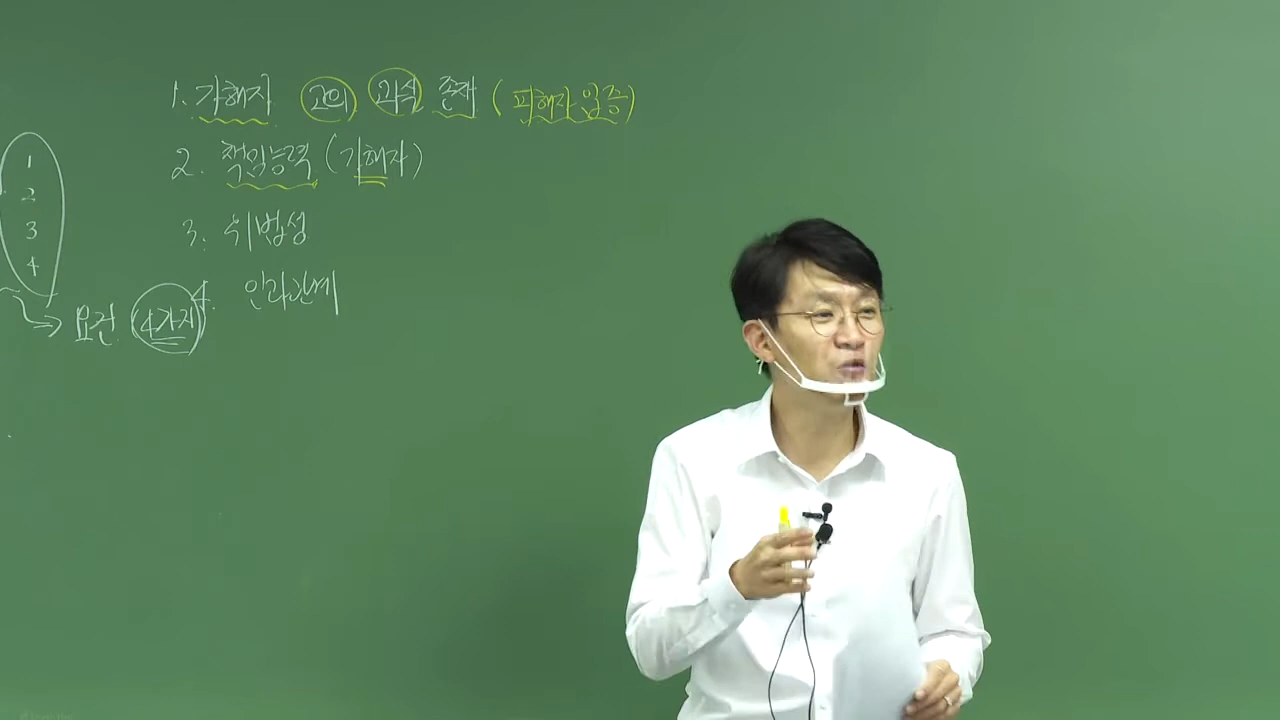 1. 가해자 고의 과실 존재 (피해자 입증)
2. 책임능력 (가해자)
3. 위법성
4. 인과관계
1
2
3
4
요건 4가지